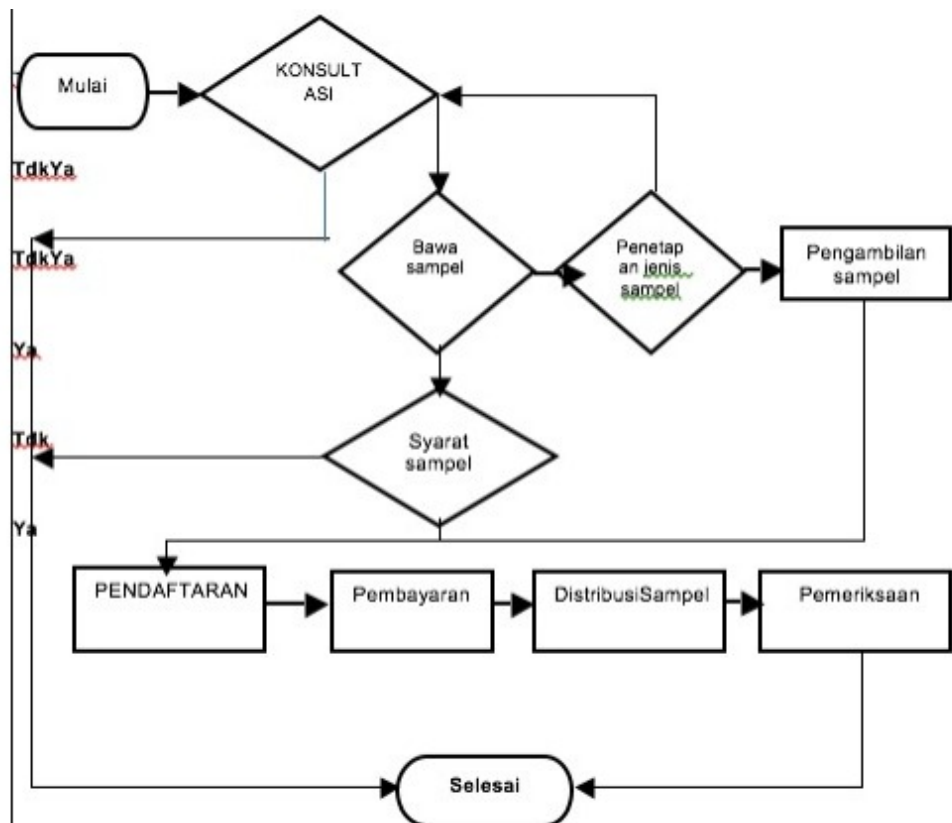 KONSULT
ASI
Mulai
TdkYa
TdkYa
Bawa
sampel
Penetap
an jenis
sampel
Pengambilan
sampel
Ya
Tdk
Syarat
sampel
Ya
PENDAFTARAN
Pembayaran
DistribusiSampel
Pemeriksaan
Selesai